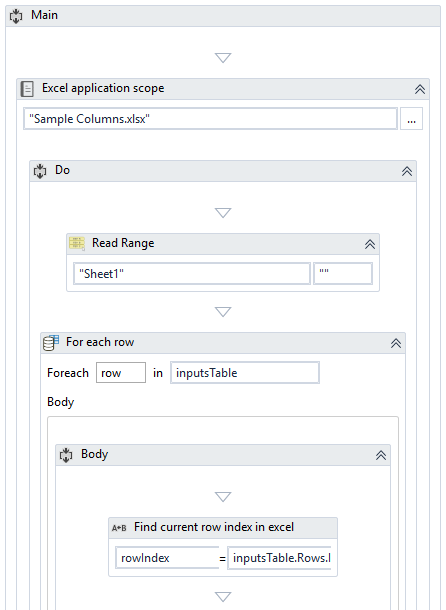 Main
Excel application scope
"Sample Columns.xlsx"
...
Do
Read Range
"Sheet1" ""
For each row
Foreach row in inputsTable
Body
Body
A+B Find current row index in excel
rowIndex = inputsTable.Rows.I